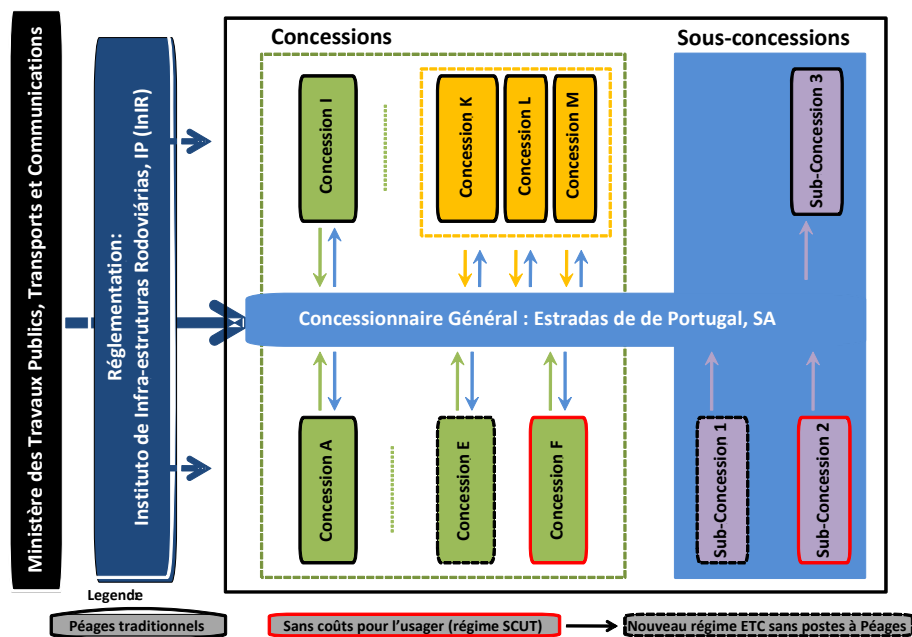 Ministère des Travaux Publics, Transports et Communications
Réglementation:
Instituto de Infra-estruturas Rodoviárias, IP (InIR)
Concessions
Sous-concessions
Concession I
Concession K
Concession L
Concession M
Sub-Concession 3
Concessionnaire Général : Estradas de de Portugal, SA
Concession A
Concession E
Concession F
Sub-Concession 1
Sub-Concession 2
Legende
Péages traditionnels
Sans coûts pour l'usager (régime SCUT)
Nouveau régime ETC sans postes à Péages